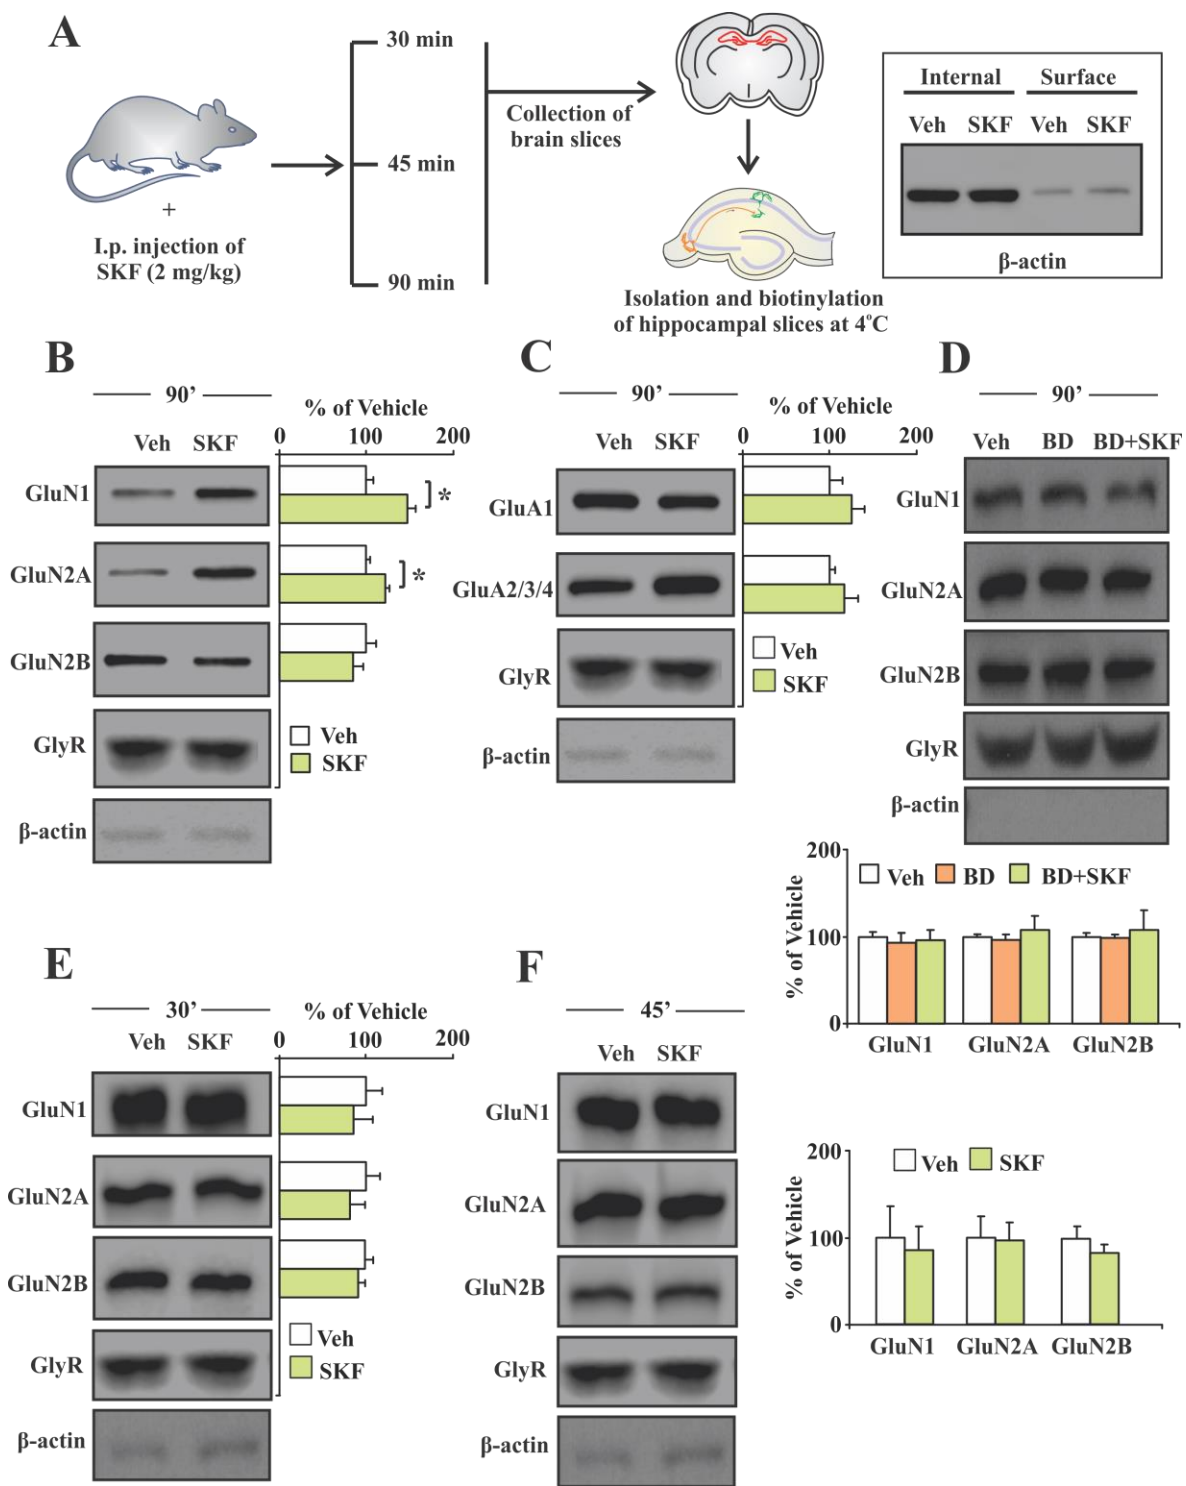 A
30 min
45 min
90 min
+
I.p. injection of
SKF (2 mg/kg)
Collection of
brain slices
Isolation and biotinylation
of hippocampal slices at 4°C
Internal Surface
Veh SKF Veh SKF
β-actin
B
90’
Veh SKF
% of Vehicle
0 100 200
GluN1
*
GluN2A
*
GluN2B
GlyR
Veh
SKF
β-actin
C
90’
Veh SKF
% of Vehicle
0 100 200
GluA1
GluA2/3/4
GlyR
Veh
SKF
β-actin
D
90’
Veh BD BD+SKF
GluN1
GluN2A
GluN2B
GlyR
β-actin
% of Vehicle
200
100
0
Veh BD BD+SKF
GluN1 GluN2A GluN2B
E
30’
Veh SKF
% of Vehicle
0 100 200
GluN1
GluN2A
GluN2B
GlyR
Veh
SKF
β-actin
F
45’
Veh SKF
GluN1
GluN2A
GluN2B
GlyR
β-actin
% of Vehicle
200
100
0
Veh SKF
GluN1 GluN2A GluN2B